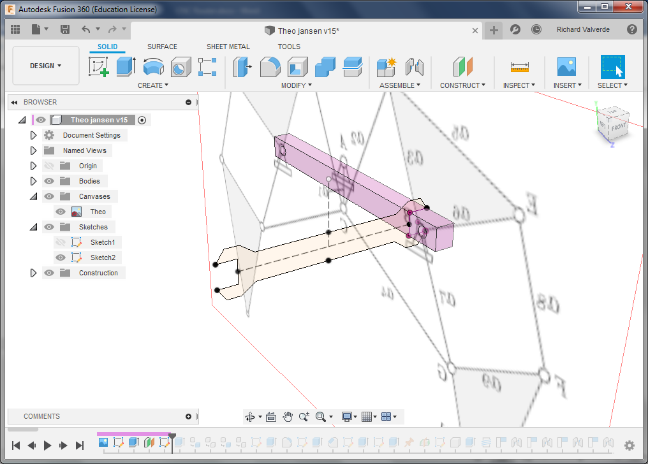 Autodesk Fusion 360 (Education License)
Theo jansen v15*
Richard Valverde
SOLID SURFACE SHEET METAL TOOLS
DESIGN
CREATE MODIFY ASSEMBLE CONSTRUCT INSPECT INSERT SELECT
BROWSER
Theo jansen v15
Document Settings
Named Views
Origin
Bodies
Canvases
Theo
Sketches
Sketch1
Sketch2
Construction
FRONT
Z
A
E
F
G
COMMENTS